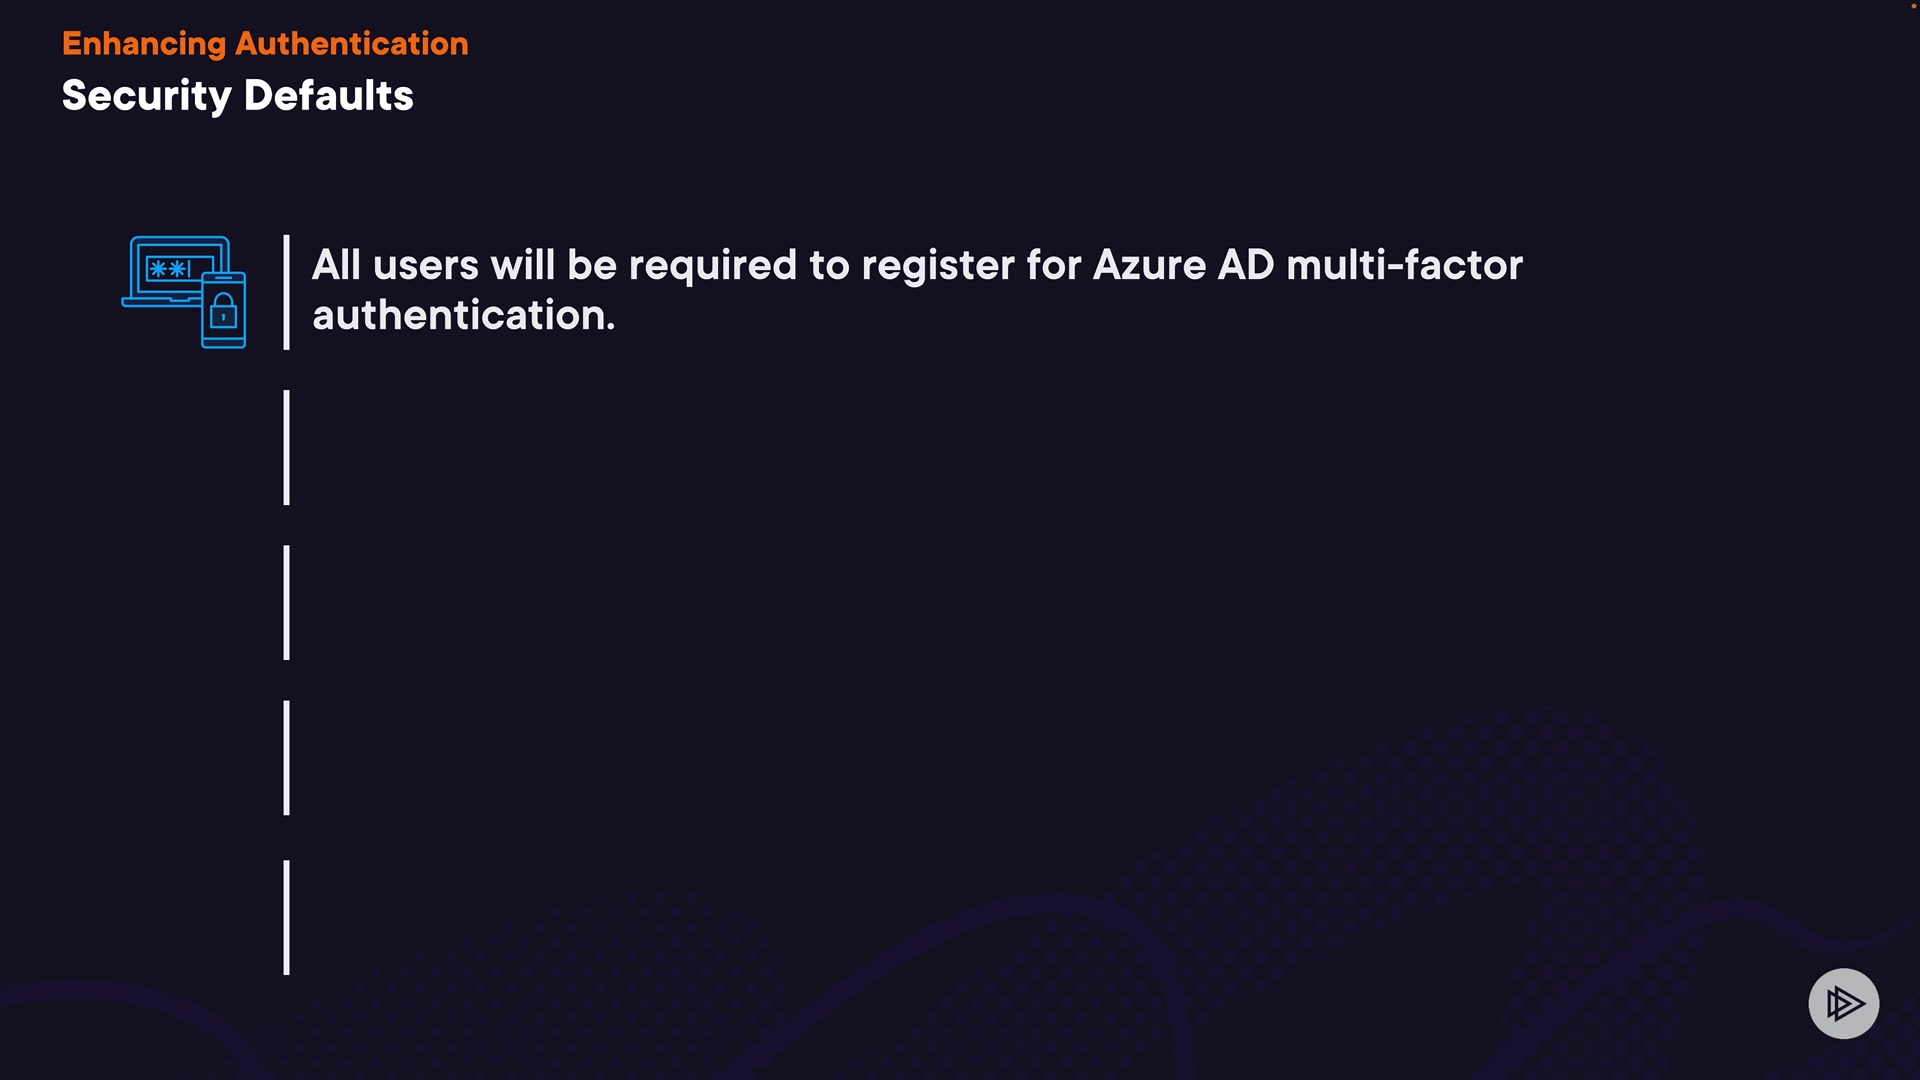 Enhancing Authentication
Security Defaults
**|
All users will be required to register for Azure AD multi-factor
authentication.